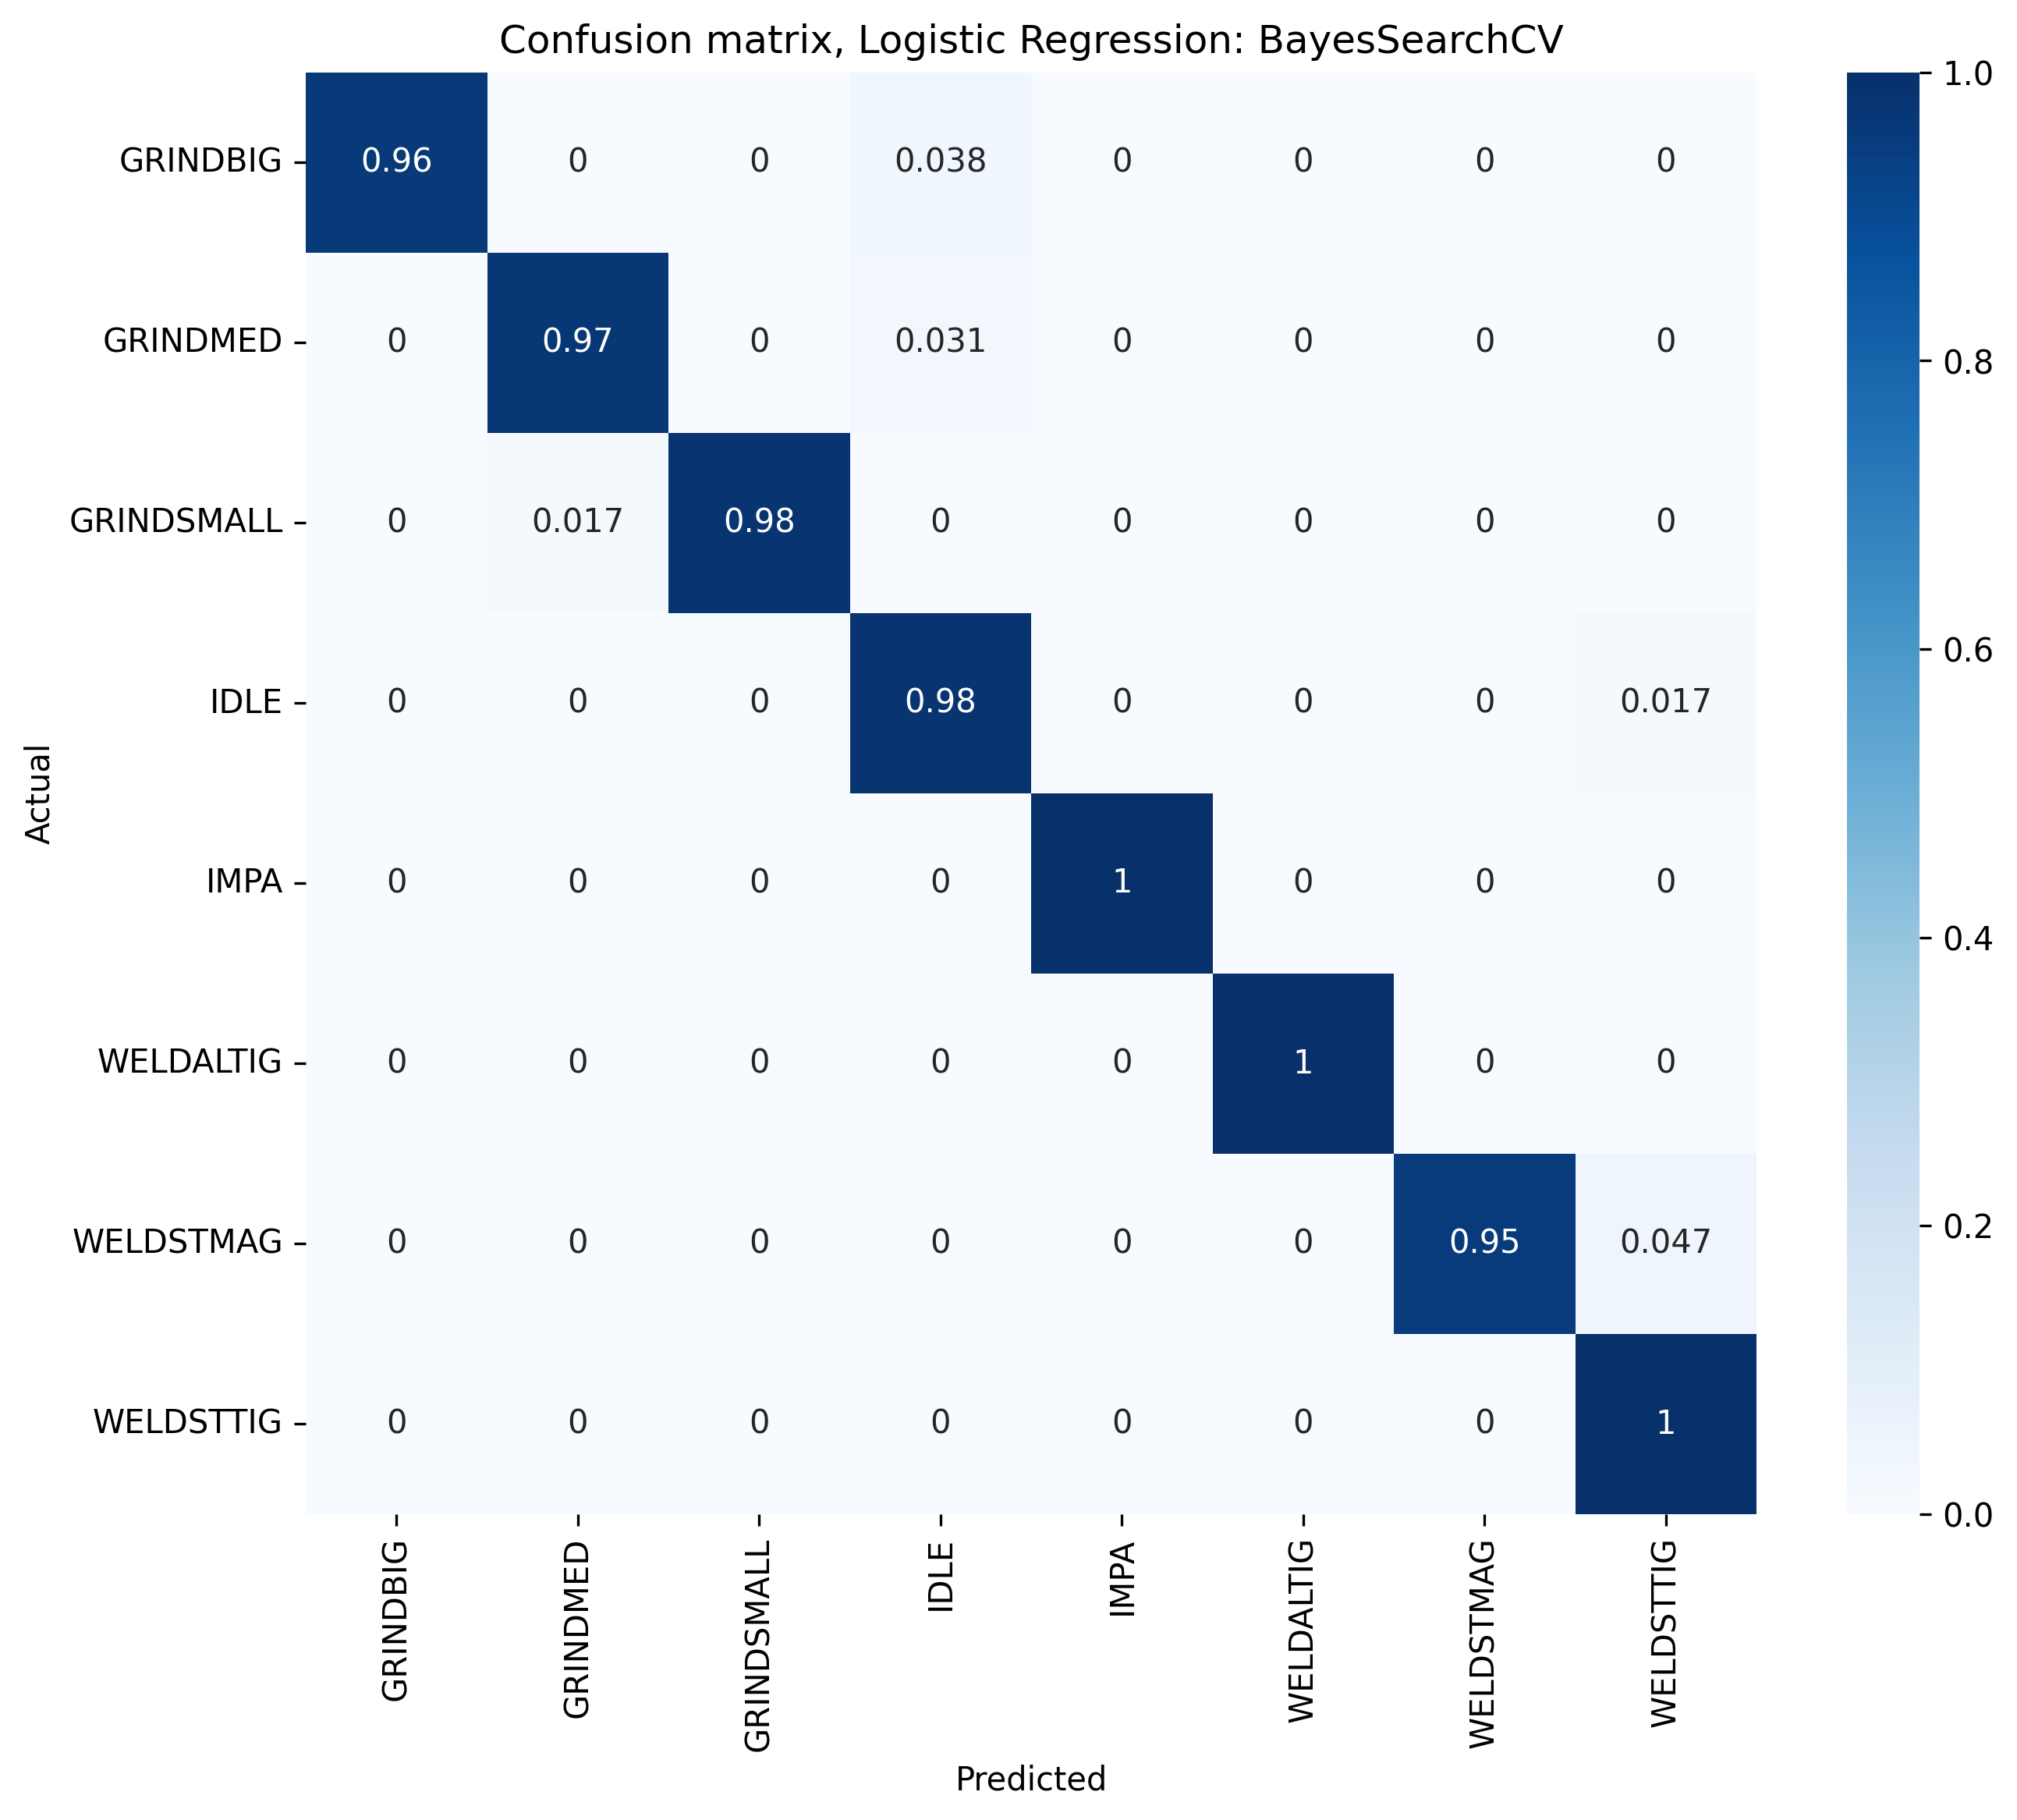 Confusion matrix, Logistic Regression: BayesSearchCV
GRINDBIG 0.96 0 0 0.038 0 0 0 0
GRINDMED 0 0.97 0 0.031 0 0 0 0
GRINDSMALL 0 0.017 0.98 0 0 0 0 0
IDLE 0 0 0 0.98 0 0 0 0.017
IMPA 0 0 0 0 1 0 0 0
WELDALTIG 0 0 0 0 0 1 0 0
WELDSTMAG 0 0 0 0 0 0 0.95 0.047
WELDSTTIG 0 0 0 0 0 0 0 1
Actual
GRINDBIG
GRINDMED
GRINDSMALL
IDLE
IMPA
WELDALTIG
WELDSTMAG
WELDSTTIG
Predicted
1.0
0.8
0.6
0.4
0.2
0.0